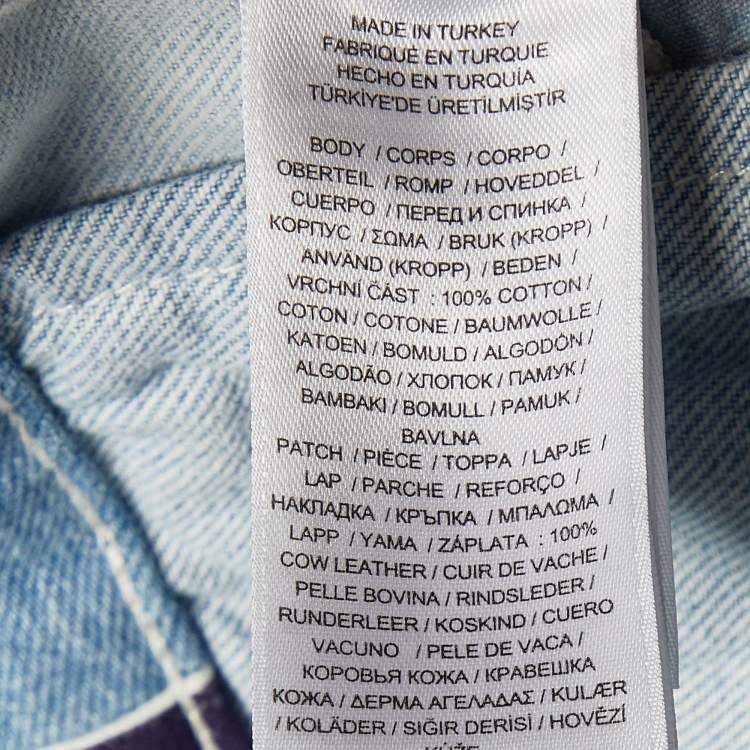 MADE IN TURKEY
FABRIQUÉ EN TURQUIE
HECHO EN TURQUÍA
TÜRKİYE'DE ÜRETİLMİŞTİR
BODY / CORPS / CORPO /
OBERTEIL / ROMP / HOVEDDEL /
CUERPO / ПЕРЕД И СПИНКА /
КОРПУС / ΣΩΜΑ / BRUK (KROPP) /
ANVÄND (KROPP) / BEDEN /
VRCHNÍ ČÁST : 100% COTTON /
COTON / COTONE / BAUMWOLLE /
KATOEN / BOMULD / ALGODÓN /
ALGODÃO / ХЛОПОК / ПАМУК /
ΒΑΜΒΑΚΙ / BOMULL / PAMUK /
BAVLNA
PATCH / PIÈCE / TOPPA / LAPJE /
LAP / PARCHE / REFORÇO /
НАКЛАДКА / КРЪПКА / ΜΠΑΛΩΜΑ /
LAPP / YAMA / ZÁPLATA : 100%
COW LEATHER / CUIR DE VACHE /
PELLE BOVINA / RINDSLEDER /
RUNDERLEER / KOSKIND / CUERO
VACUNO / PELE DE VACA /
КОРОВЬЯ КОЖА / КРАВЕШКА
КОЖА / ΔΕΡΜΑ ΑΓΕΛΑΔΑΣ / KULÆR
/ KOLÄDER / SIĞIR DERİSİ / HOVĚZÍ